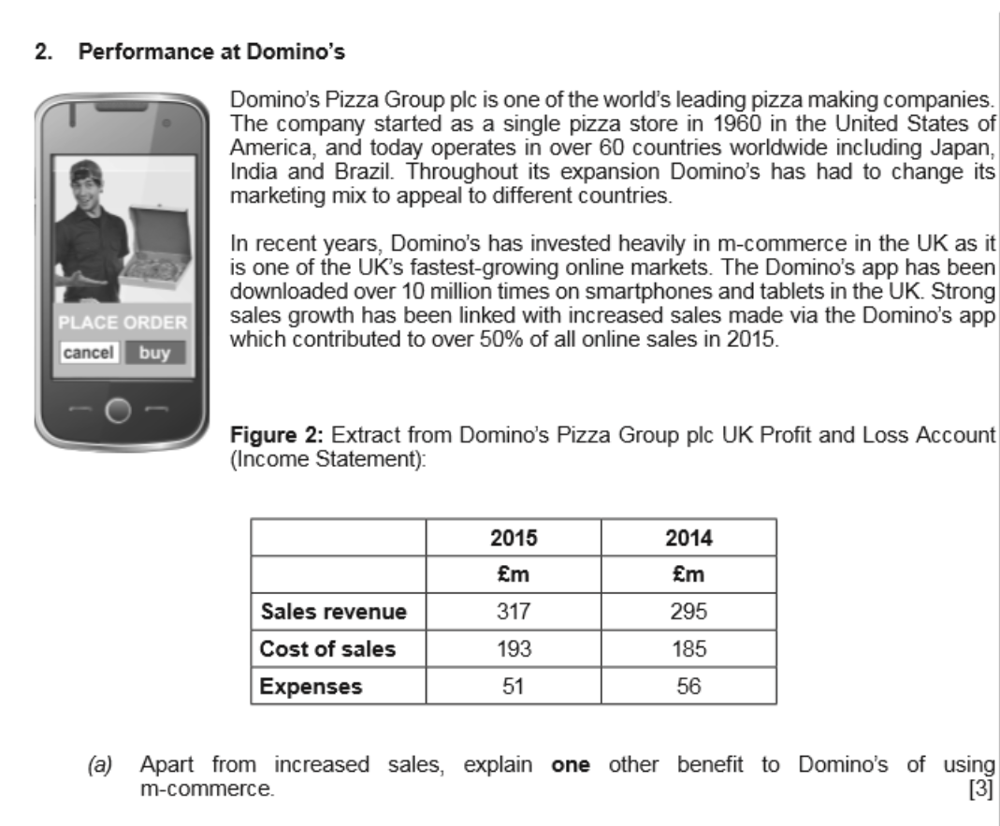 2. Performance at Domino's
Domino's Pizza Group plc is one of the world's leading pizza making companies.
The company started as a single pizza store in 1960 in the United States of
America, and today operates in over 60 countries worldwide including Japan,
India and Brazil. Throughout its expansion Domino's has had to change its
marketing mix to appeal to different countries.
In recent years, Domino's has invested heavily in m-commerce in the UK as it
is one of the UK's fastest-growing online markets. The Domino's app has been
downloaded over 10 million times on smartphones and tablets in the UK. Strong
sales growth has been linked with increased sales made via the Domino's app
which contributed to over 50% of all online sales in 2015.
PLACE ORDER
cancel buy
Figure 2: Extract from Domino's Pizza Group plc UK Profit and Loss Account
(Income Statement):
2015 2014
£m £m
Sales revenue 317 295
Cost of sales 193 185
Expenses 51 56
(a) Apart from increased sales, explain one other benefit to Domino's of using
m-commerce. [3]